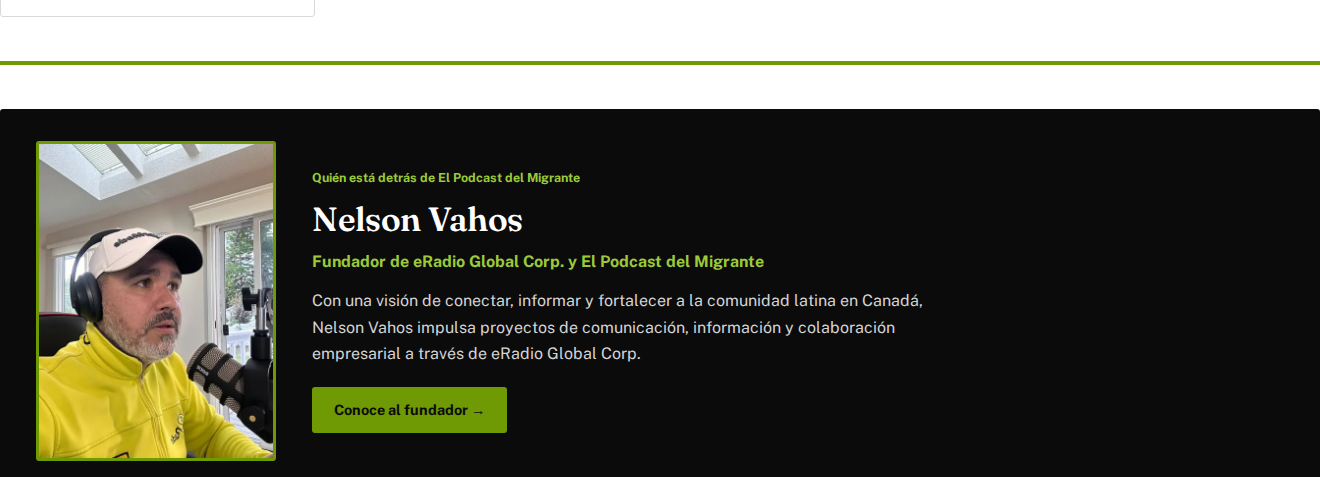 Quién está detrás de El Podcast del Migrante
Nelson Vahos
Fundador de eRadio Global Corp. y El Podcast del Migrante
Con una visión de conectar, informar y fortalecer a la comunidad latina en Canadá,
Nelson Vahos impulsa proyectos de comunicación, información y colaboración
empresarial a través de eRadio Global Corp.
Conoce al fundador →